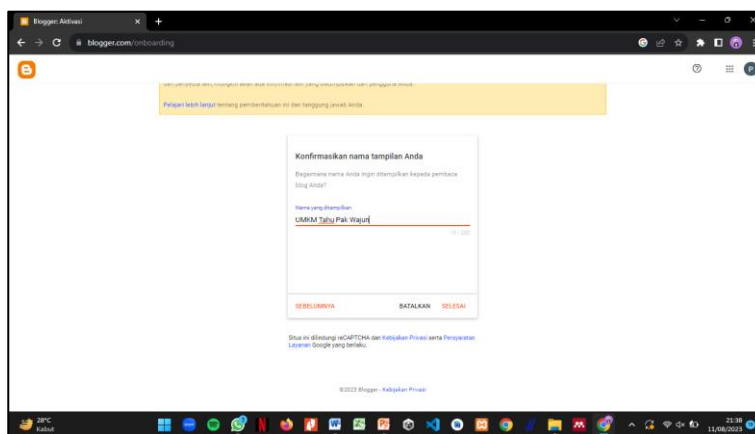 Blogger: Aktivasi
blogger.com/onboarding
Pelajari lebih lanjut tentang pemberitahuan ini dan tanggung jawab Anda.
Konfirmasikan nama tampilan Anda
Bagaimana nama Anda ingin ditampilkan kepada pembaca
blog Anda?
Nama yang ditampilkan
UMKM Tahu Pak Wajun
SEBELUMNYA BATALKAN SELESAI
Situs ini dilindungi reCAPTCHA dan Kebijakan Privasi serta Persyaratan
Layanan Google yang berlaku.
©2023 Blogger - Kebijakan Privasi
28°C
Kabut
21:38
11/08/2023